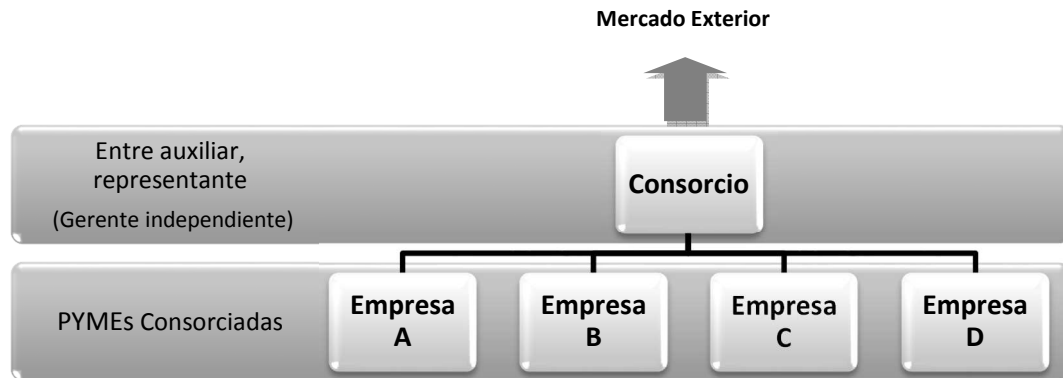 Mercado Exterior
Entre auxiliar,
representante
(Gerente independiente)
Consorcio
PYMEs Consorciadas
Empresa
A
Empresa
B
Empresa
C
Empresa
D